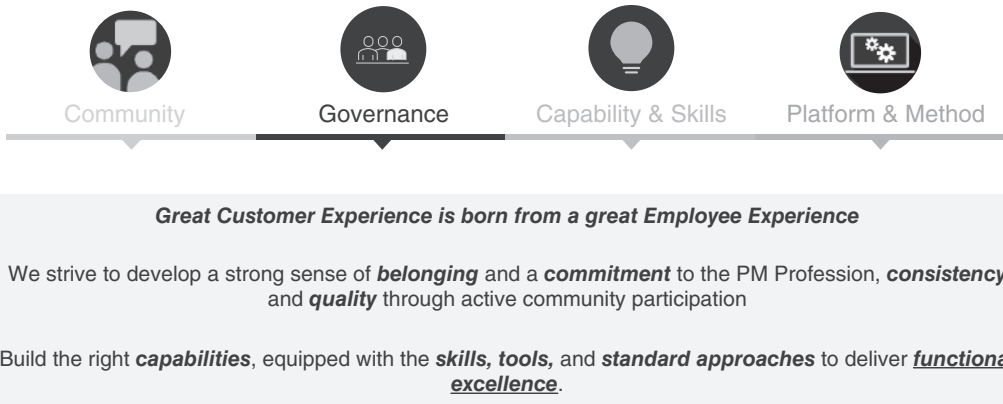 Community
Governance
Capability & Skills
Platform & Method
Great Customer Experience is born from a great Employee Experience
We strive to develop a strong sense of belonging and a commitment to the PM Profession, consistency
and quality through active community participation
Build the right capabilities, equipped with the skills, tools, and standard approaches to deliver functiona
excellence.